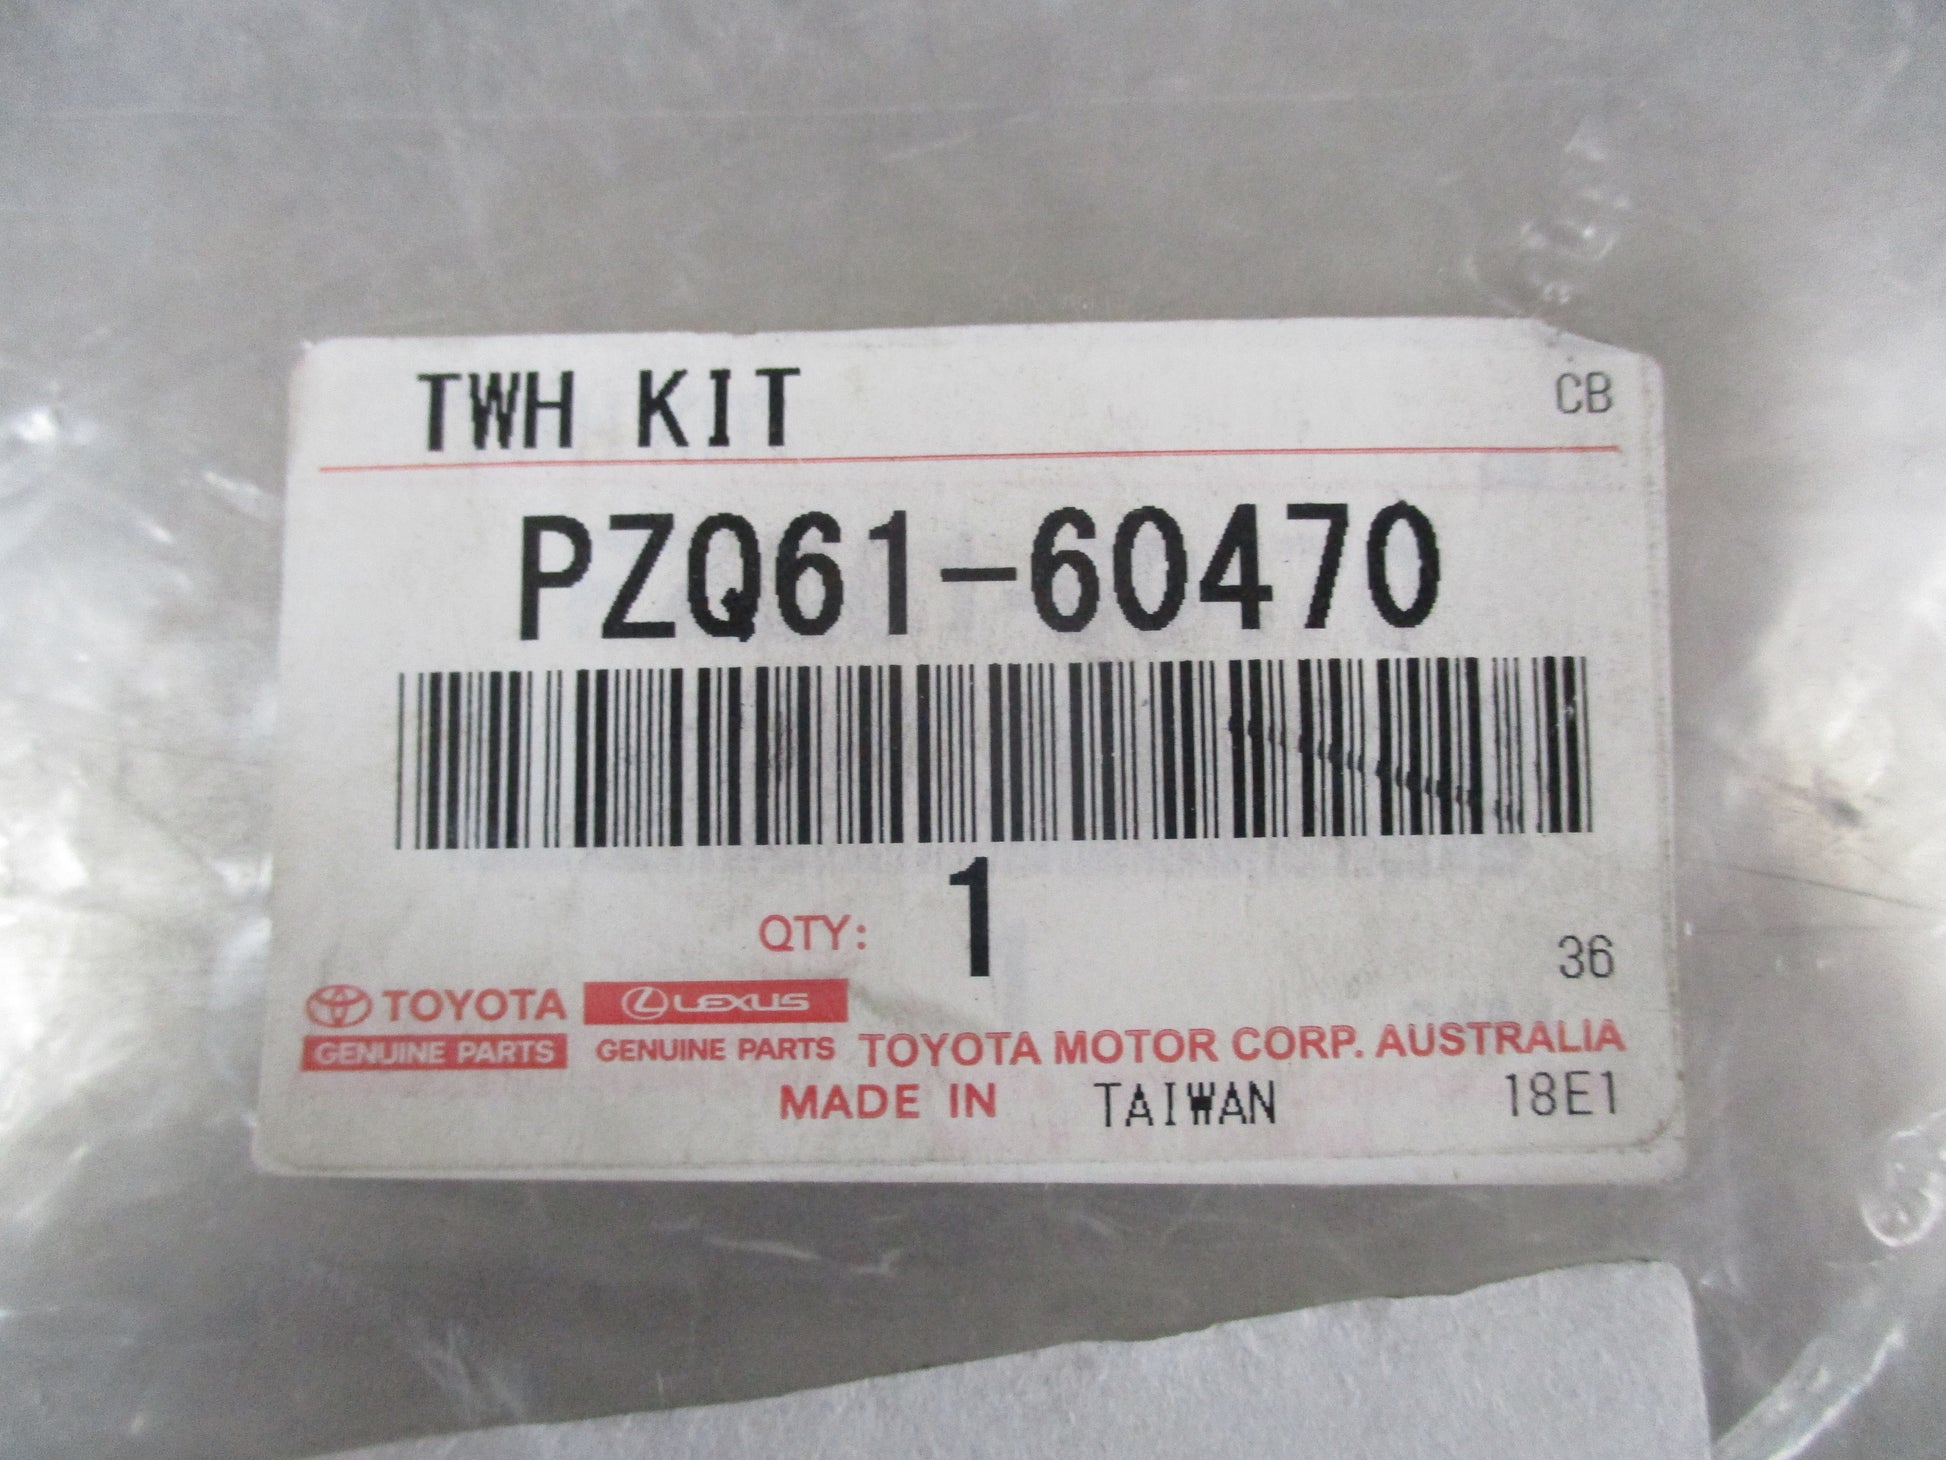 TWH KIT CB
PZQ61-60470
QTY: 1
36
TOYOTA LEXUS
GENUINE PARTS GENUINE PARTS TOYOTA MOTOR CORP. AUSTRALIA
MADE IN TAIWAN 18E1